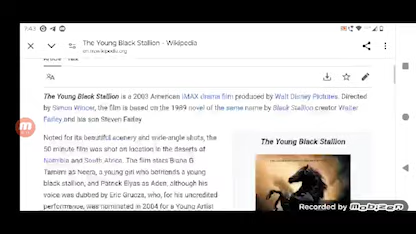 The Young Black Stallion - Wikipedia
en.m.wikipedia.org
Article Talk
The Young Black Stallion is a 2003 American IMAX drama film produced by Walt Disney Pictures. Directed
by Simon Wincer, the film is based on the 1989 novel of the same name by Black Stallion creator Walter
Farley and his son Steven Farley.
Noted for its beautiful scenery and wide-angle shots, the
50 minute film was shot on location in the deserts of
Namibia and South Africa. The film stars Biana G
Tamimi as Neera, a young girl who befriends a young
black stallion, and Patrick Elyas as Aden, although his
voice was dubbed by Eric Grucza, who, for his uncredited
performance, was nominated in 2004 for a Young Artist
The Young Black Stallion
Recorded by
Mobizen